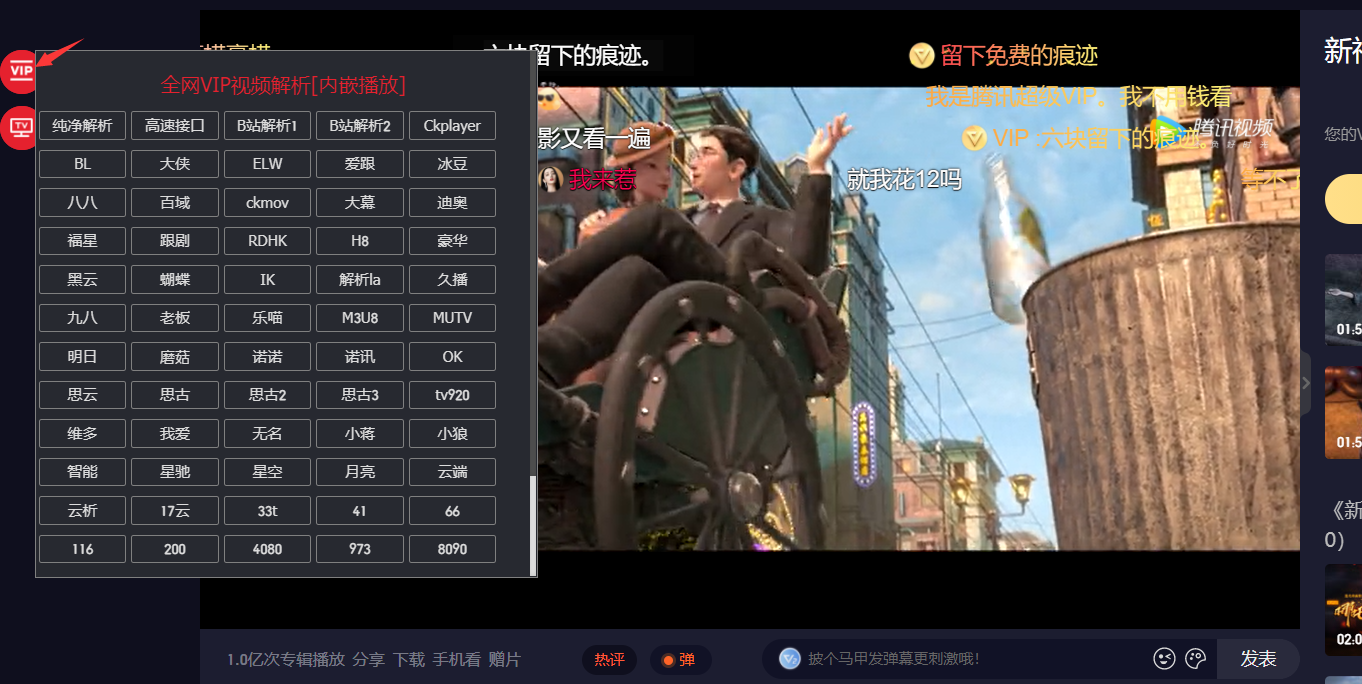 六块留下的痕迹。
留下免费的痕迹
新神
VIP
全网VIP视频解析[内嵌播放]
我是腾讯超级VIP，我不用钱看
TV
纯净解析 高速接口 B站解析1 B站解析2 Ckplayer
影又看一遍
VIP :六块留下的痕迹
腾讯视频
您的V
BL 大侠 ELW 爱跟 冰豆
我来惹
就我花12吗
等不了
八八 百域 ckmov 大幕 迪奥
福星 跟剧 RDHK H8 豪华
黑云 蝴蝶 IK 解析la 久播
九八 老板 乐喵 M3U8 MUTV
01:5
明日 磨菇 诺诺 诺讯 OK
思云 思古 思古2 思古3 tv920
维多 我爱 无名 小蒋 小狼
01:5
智能 星驰 星空 月亮 云端
云析 17云 33t 41 66
《新
0）
116 200 4080 973 8090
02:0
1.0亿次专辑播放 分享 下载 手机看 赠片
热评
弹
披个马甲发弹幕更刺激哦!
发表